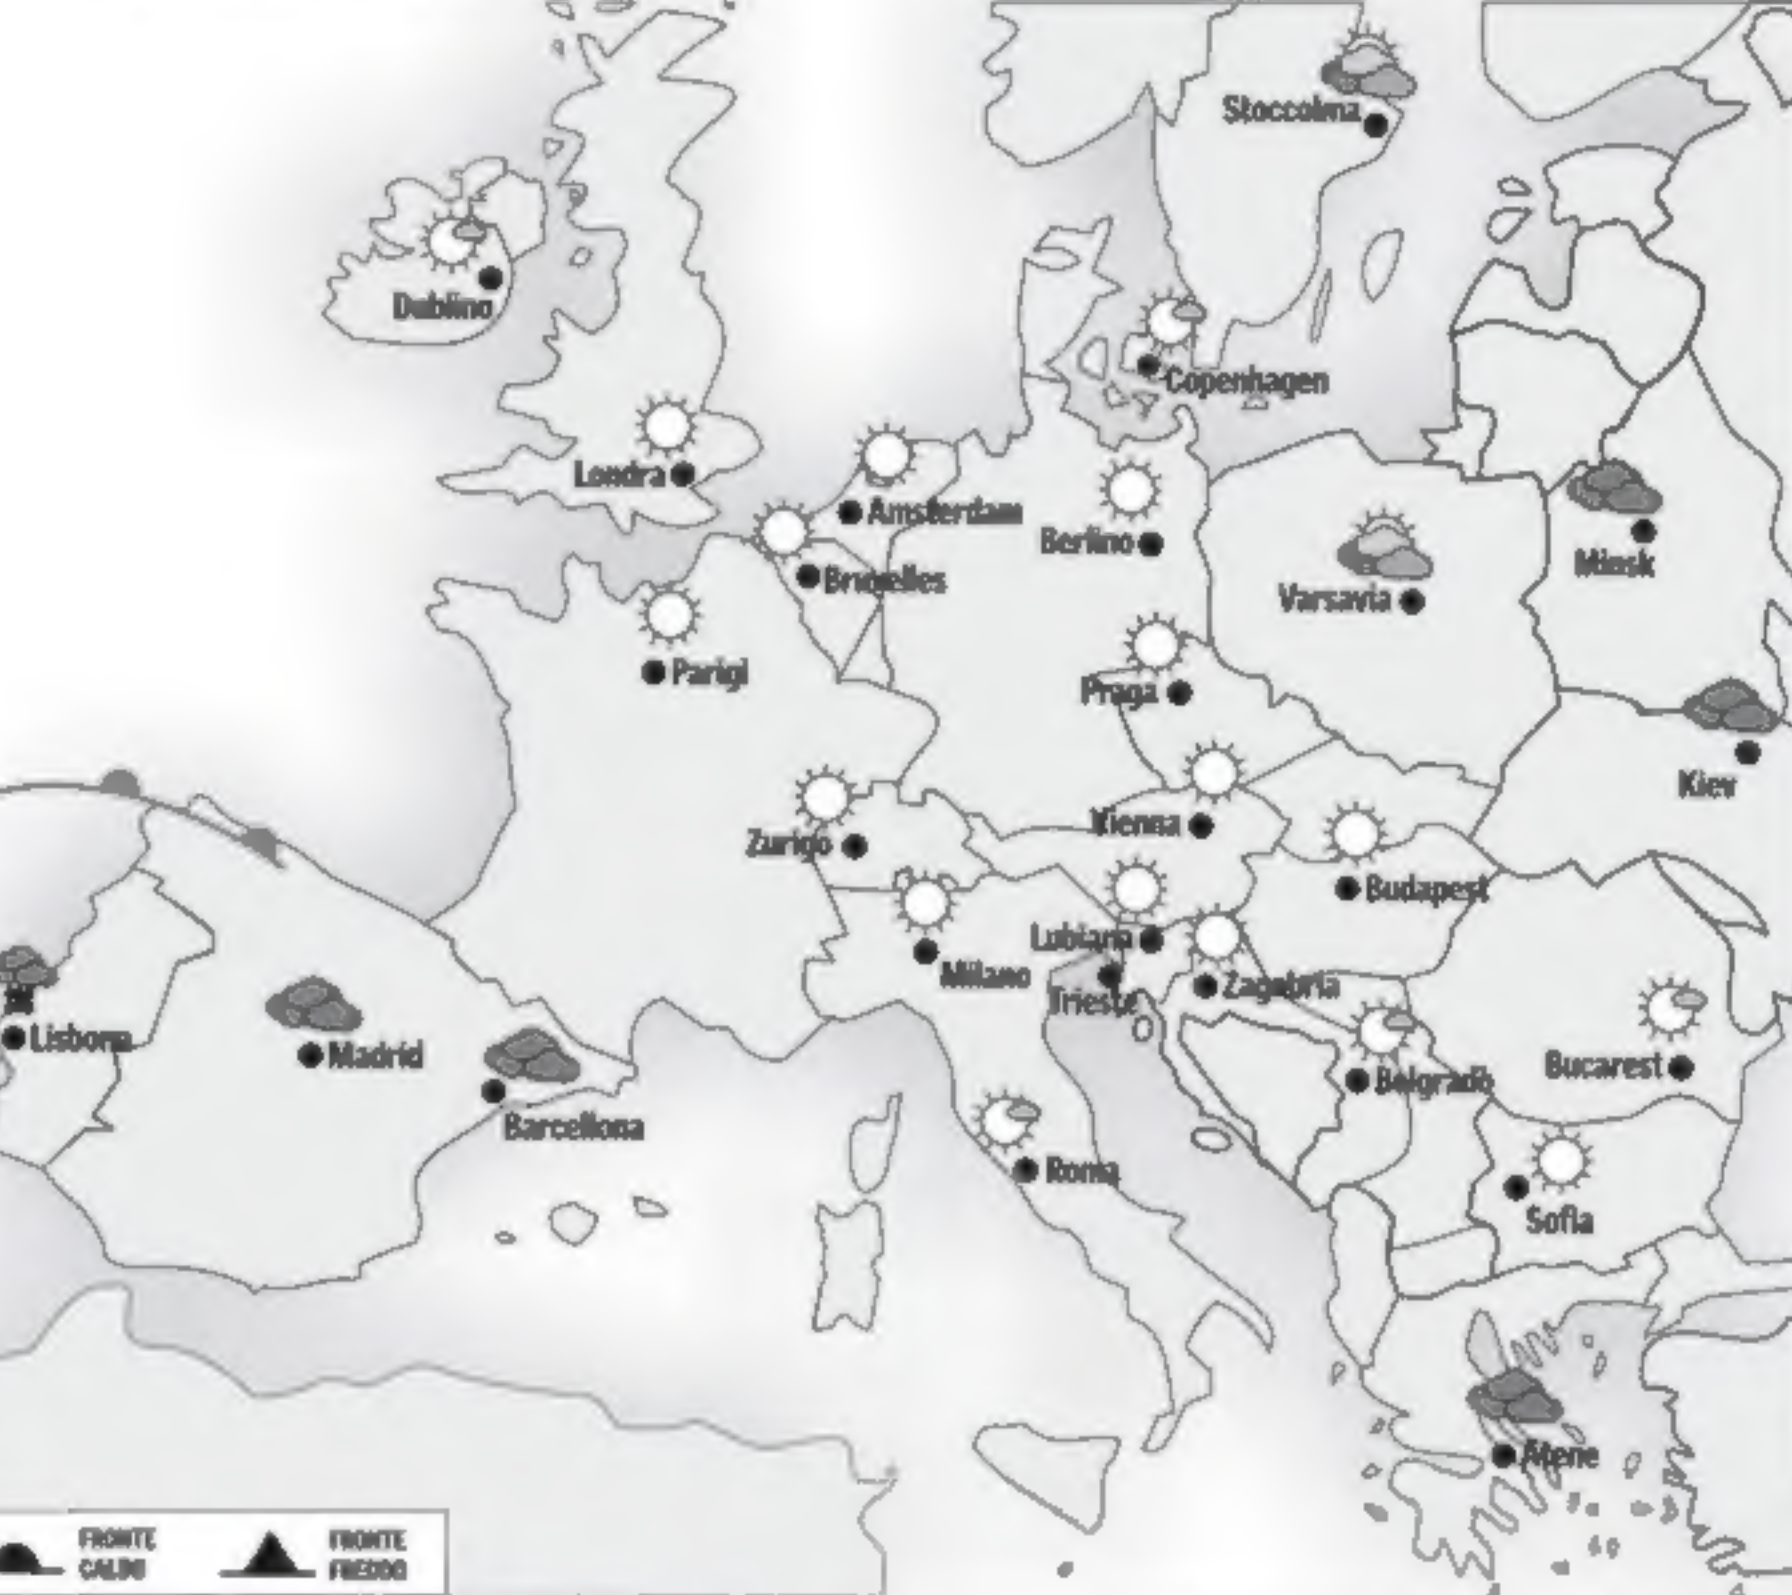 Stoccolma
Dublino
Copenhagen
Londra
Amsterdam
Berlino
Bruxelles
Minsk
Varsavia
Parigi
Praga
Kiev
Vienna
Zurigo
Budapest
Lubiana
Milano
Zagabria
Trieste
Lisbona
Madrid
Belgrado
Bucarest
Barcellona
Roma
Sofia
Atene
FRONTE
CALDO
FRONTE
FREDDO